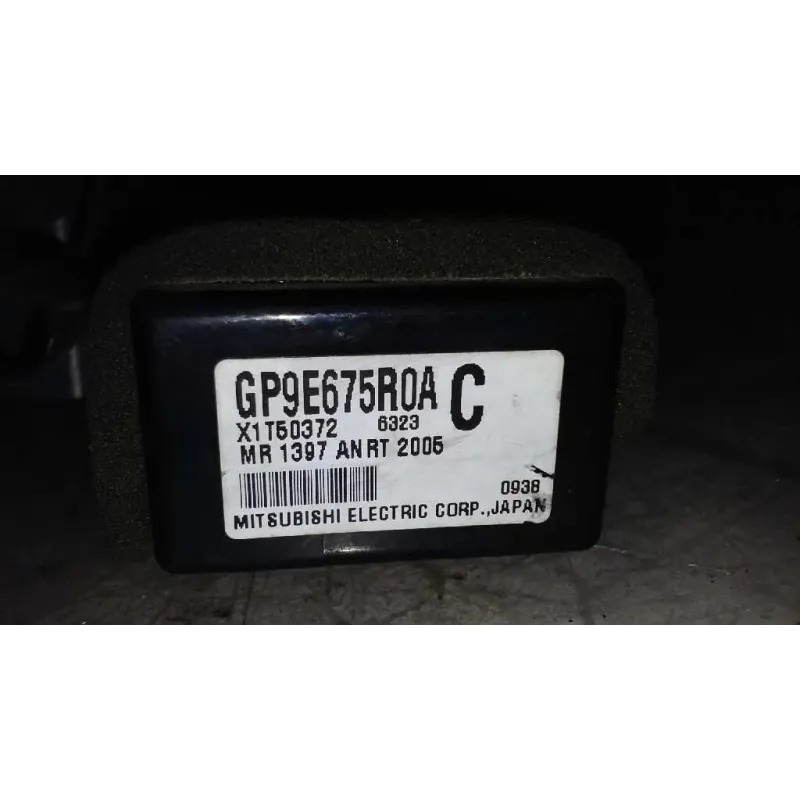 GP9E675R0A C
X1T50372 6323
MR 1397 ANRT 2005
0938
MITSUBISHI ELECTRIC CORP.,JAPAN